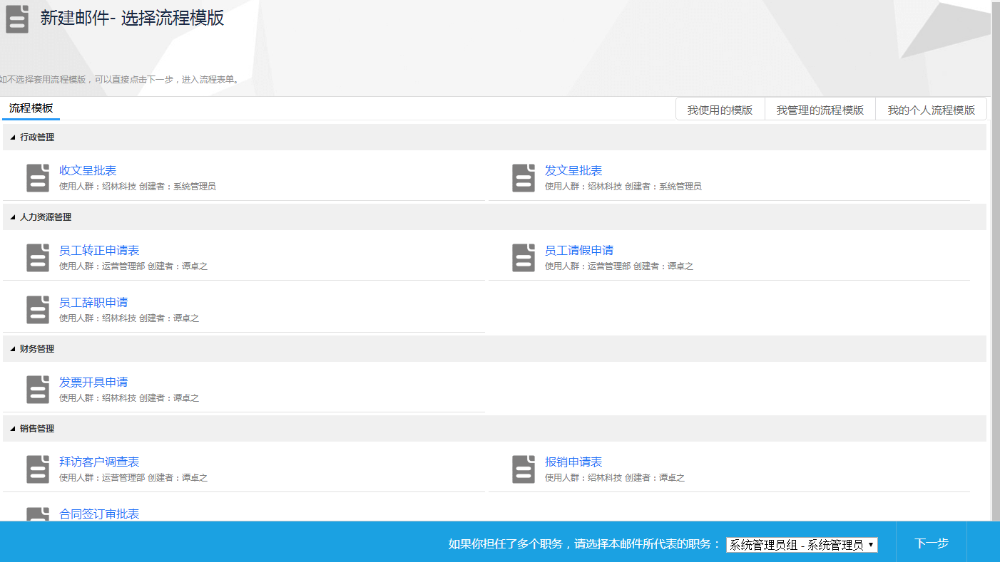 新建邮件- 选择流程模版
如不选择套用流程模版，可以直接点击下一步，进入流程表单。
流程模板
我使用的模版 我管理的流程模版 我的个人流程模版
行政管理
收文呈批表 发文呈批表
使用人群：绍林科技 创建者：系统管理员 使用人群：绍林科技 创建者：系统管理员
人力资源管理
员工转正申请表 员工请假申请
使用人群：运营管理部 创建者：谭卓之 使用人群：运营管理部 创建者：谭卓之
员工辞职申请
使用人群：绍林科技 创建者：谭卓之
财务管理
发票开具申请
使用人群：绍林科技 创建者：谭卓之
销售管理
拜访客户调查表 报销申请表
使用人群：运营管理部 创建者：谭卓之 使用人群：绍林科技 创建者：谭卓之
合同签订审批表
如果你担任了多个职务，请选择本邮件所代表的职务： 系统管理员组 - 系统管理员 下一步